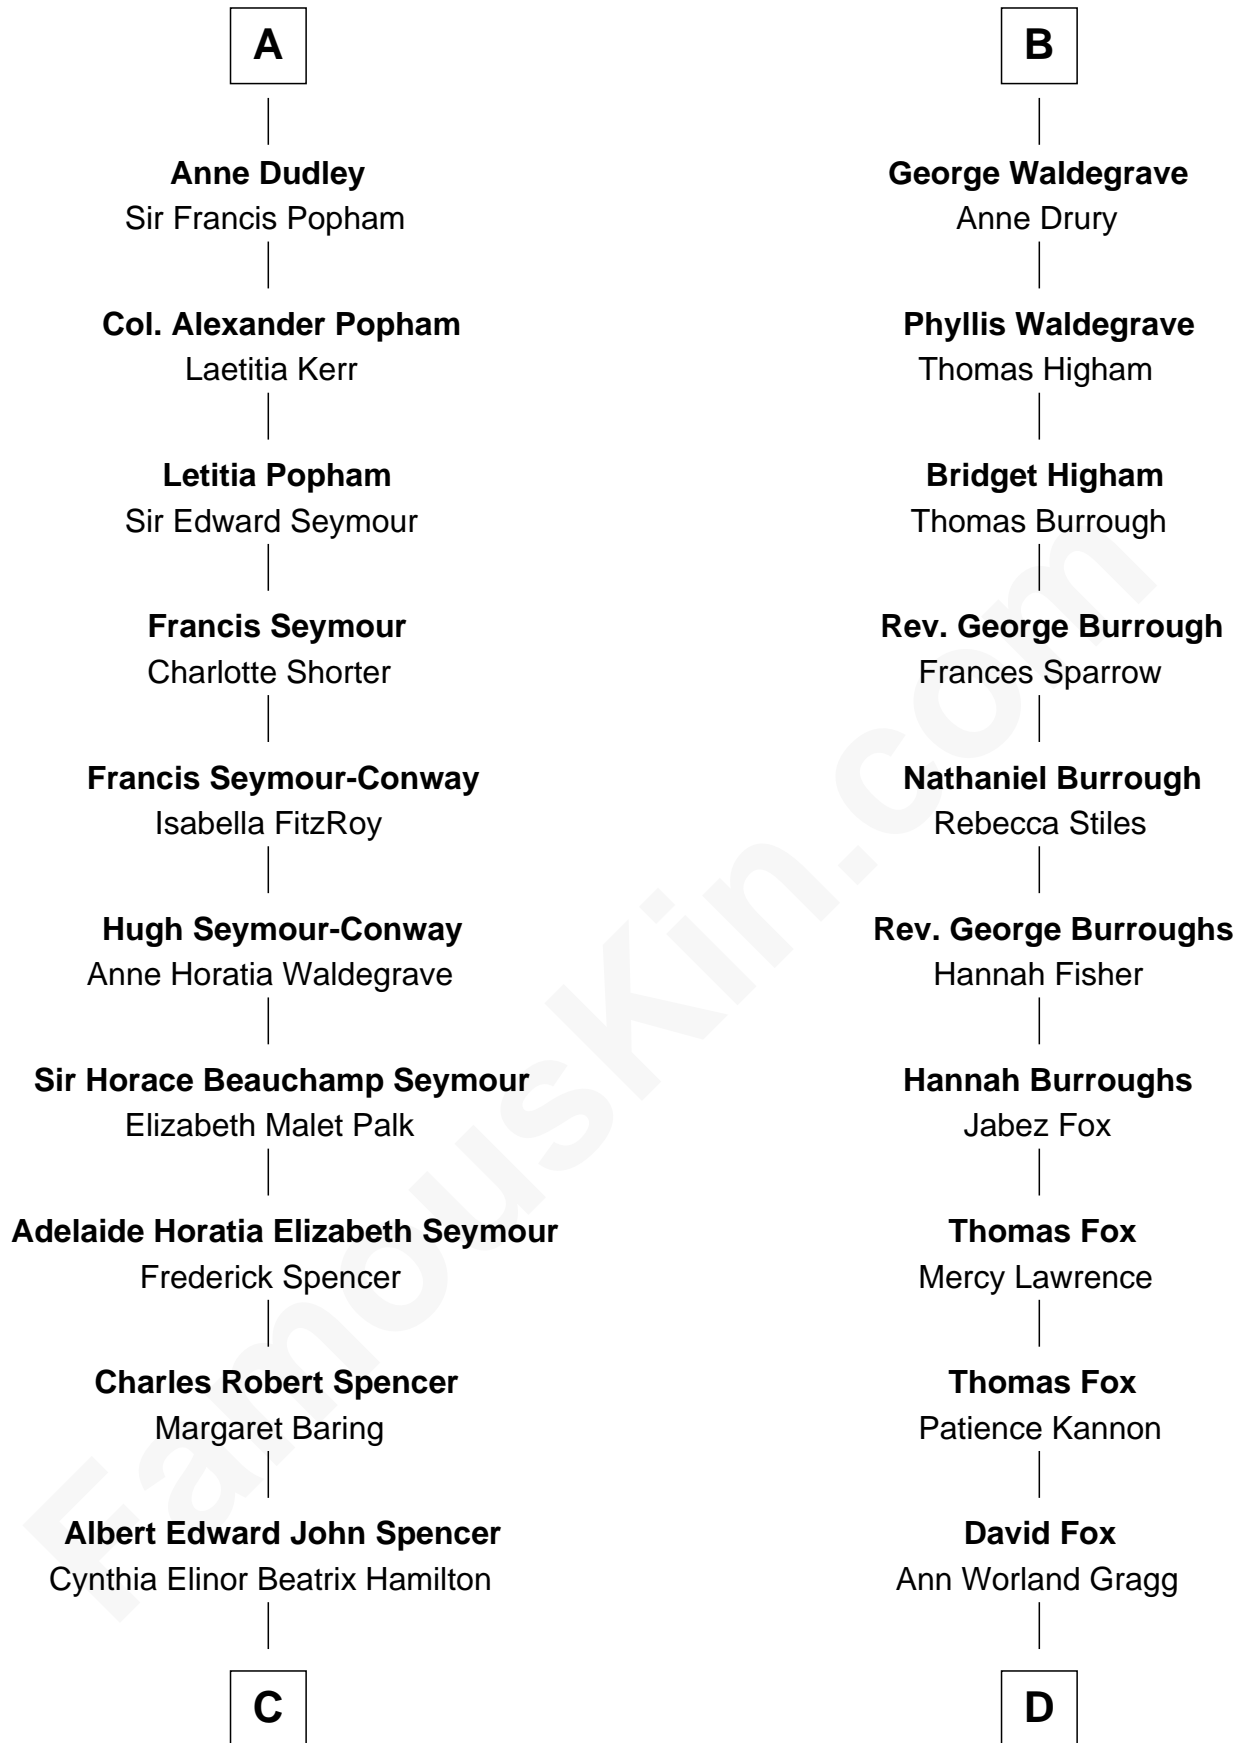 A
Anne Dudley
Sir Francis Popham
Col. Alexander Popham
Laetitia Kerr
Letitia Popham
Sir Edward Seymour
Francis Seymour
Charlotte Shorter
Francis Seymour-Conway
Isabella FitzRoy
Hugh Seymour-Conway
Anne Horatia Waldegrave
Sir Horace Beauchamp Seymour
Elizabeth Malet Palk
Adelaide Horatia Elizabeth Seymour
Frederick Spencer
Charles Robert Spencer
Margaret Baring
Albert Edward John Spencer
Cynthia Elinor Beatrix Hamilton
C
B
George Waldegrave
Anne Drury
Phyllis Waldegrave
Thomas Higham
Bridget Higham
Thomas Burrough
Rev. George Burrough
Frances Sparrow
Nathaniel Burrough
Rebecca Stiles
Rev. George Burroughs
Hannah Fisher
Hannah Burroughs
Jabez Fox
Thomas Fox
Mercy Lawrence
Thomas Fox
Patience Kannon
David Fox
Ann Worland Gragg
D
FamousKin.com